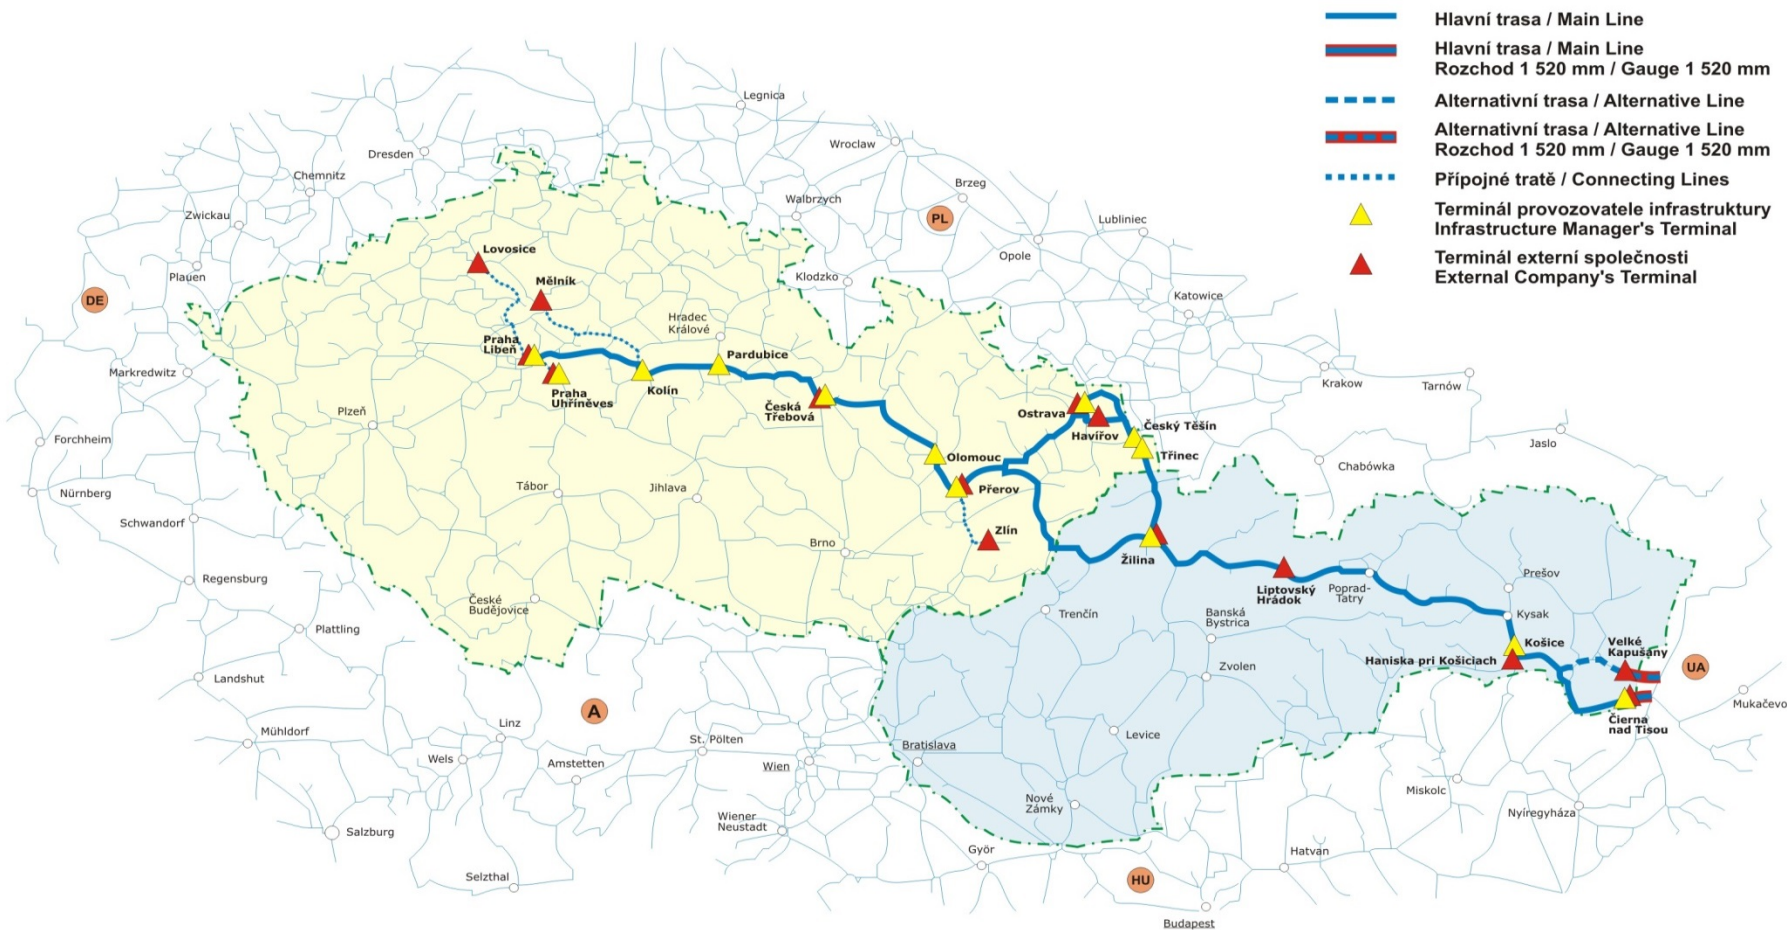 Hlavní trasa / Main Line
Hlavní trasa / Main Line
Rozchod 1 520 mm / Gauge 1 520 mm
Alternativní trasa / Alternative Line
Alternativní trasa / Alternative Line
Rozchod 1 520 mm / Gauge 1 520 mm
Přípojné tratě / Connecting Lines
Terminál provozovatele infrastruktury
Infrastructure Manager's Terminal
Terminál externí společnosti
External Company's Terminal
Legnica
Wroclaw
Dresden
Chemnitz
Brzeg
Walbrzych
Zwickau
PL
Lubliniec
Opole
Lovosice
Plauen
Klodzko
Mělník
DE
Katowice
Hradec
Králové
Praha
Libeň
Pardubice
Markredwitz
Krakow
Tarnów
Kolín
Praha
Uhříněves
Plzeň
Česká
Třebová
Ostrava
Český Těšín
Havířov
Forchheim
Jaslo
Olomouc
Třinec
Chabówka
Nürnberg
Tábor
Jihlava
Přerov
Schwandorf
Zlín
Brno
Žilina
Regensburg
Prešov
Liptovský
Hrádok
Poprad-
Tatry
České
Budějovice
Trenčín
Banská
Bystrica
Kysak
Plattling
Košice
Velké
Kapušany
Haniska pri Košiciach
Zvolen
UA
Landshut
Mukačevo
A
Čierna
nad Tisou
Mühldorf
Linz
St. Pölten
Levice
Bratislava
Wels
Amstetten
Wien
Miskolc
Nové
Zámky
Nyíregyháza
Wiener
Neustadt
Salzburg
Györ
Hatvan
Selzthal
HU
Budapest